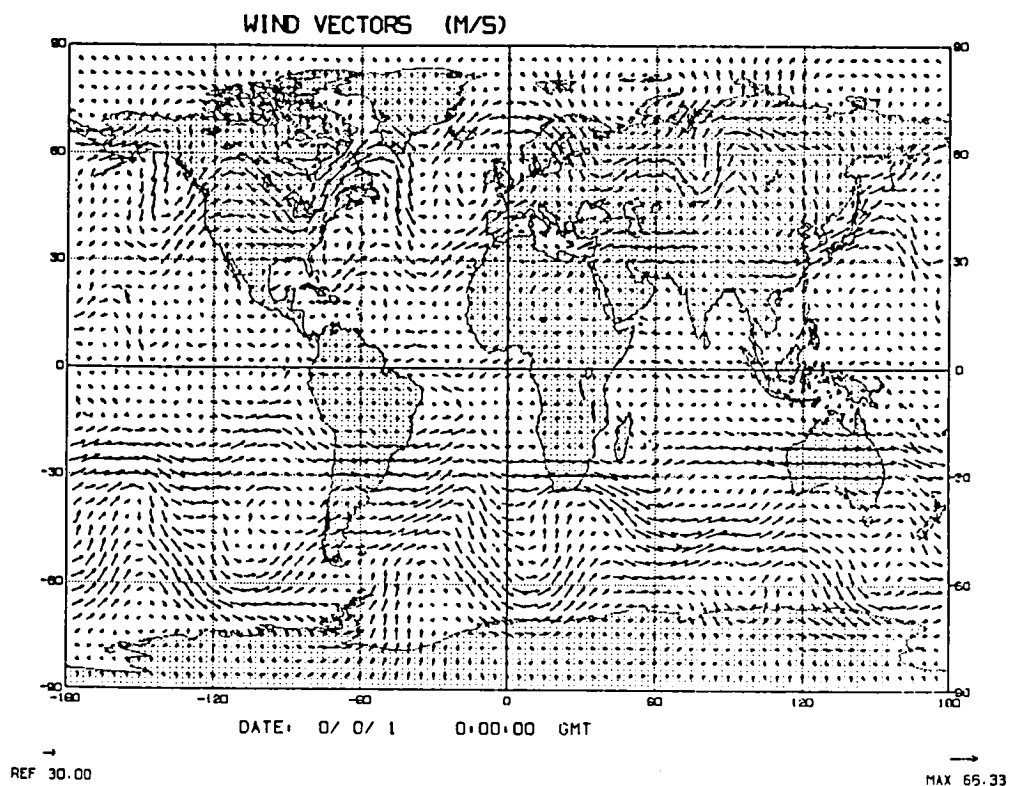 WIND VECTORS (M/S)
90 90
60 60
30 30
0 0
-30 -30
-60 -60
-90 90
-180 -120 -60 0 60 120 180
DATE: 0/ 0/ 1 0:00:00 GMT
REF 30.00
MAX 65.33